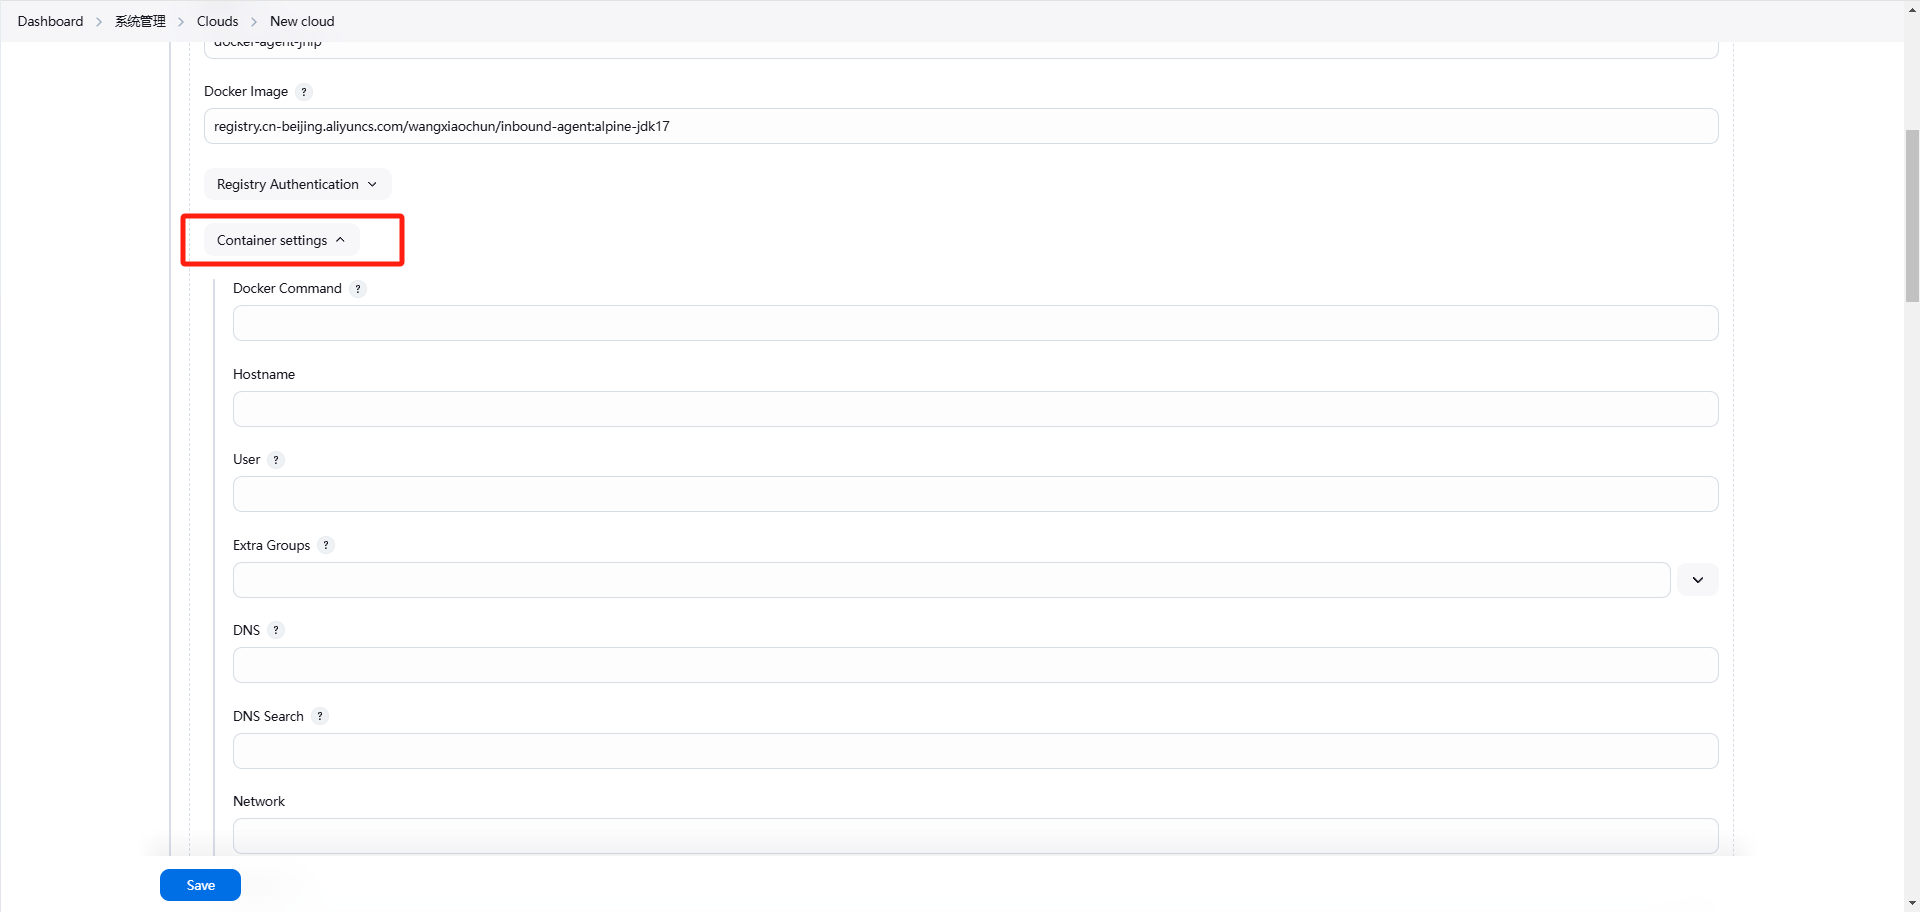 Dashboard > 系统管理 > Clouds > New cloud
docker-agent-jnlp
Docker Image ?
registry.cn-beijing.aliyuncs.com/wangxiaochun/inbound-agent:alpine-jdk17
Registry Authentication
Container settings
Docker Command ?
Hostname
User ?
Extra Groups ?
DNS ?
DNS Search ?
Network
Save